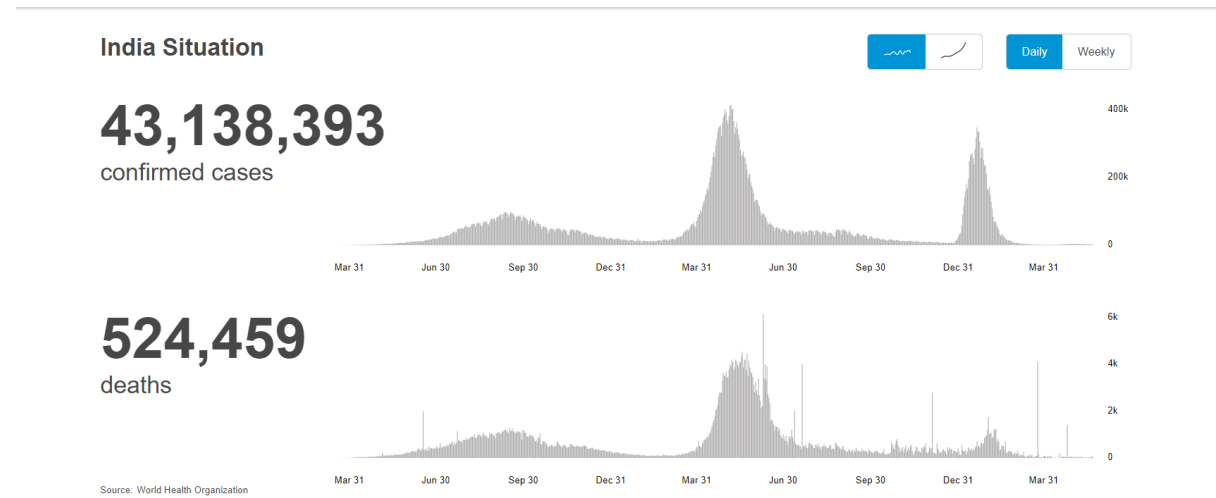 India Situation
Daily Weekly
43,138,393
confirmed cases
400k
200k
0
Mar 31 Jun 30 Sep 30 Dec 31 Mar 31 Jun 30 Sep 30 Dec 31 Mar 31
524,459
deaths
6k
4k
2k
0
Mar 31 Jun 30 Sep 30 Dec 31 Mar 31 Jun 30 Sep 30 Dec 31 Mar 31
Source: World Health Organization